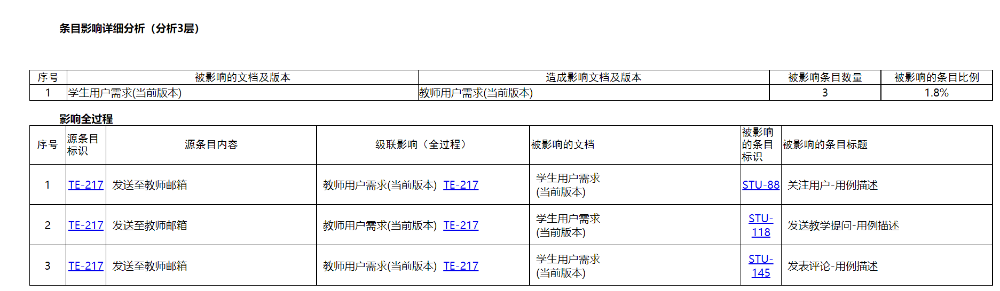 条目影响详细分析（分析3层）
序号 被影响的文档及版本 造成影响文档及版本 被影响条目数量 被影响的条目比例
1 学生用户需求(当前版本) 教师用户需求(当前版本) 3 1.8%
影响全过程
序号 源条目标识 源条目内容 级联影响（全过程） 被影响的文档 被影响的条目标识 被影响的条目标题
1 TE-217 发送至教师邮箱 教师用户需求(当前版本) TE-217 学生用户需求(当前版本) STU-88 关注用户-用例描述
2 TE-217 发送至教师邮箱 教师用户需求(当前版本) TE-217 学生用户需求(当前版本) STU-118 发送教学提问-用例描述
3 TE-217 发送至教师邮箱 教师用户需求(当前版本) TE-217 学生用户需求(当前版本) STU-145 发表评论-用例描述